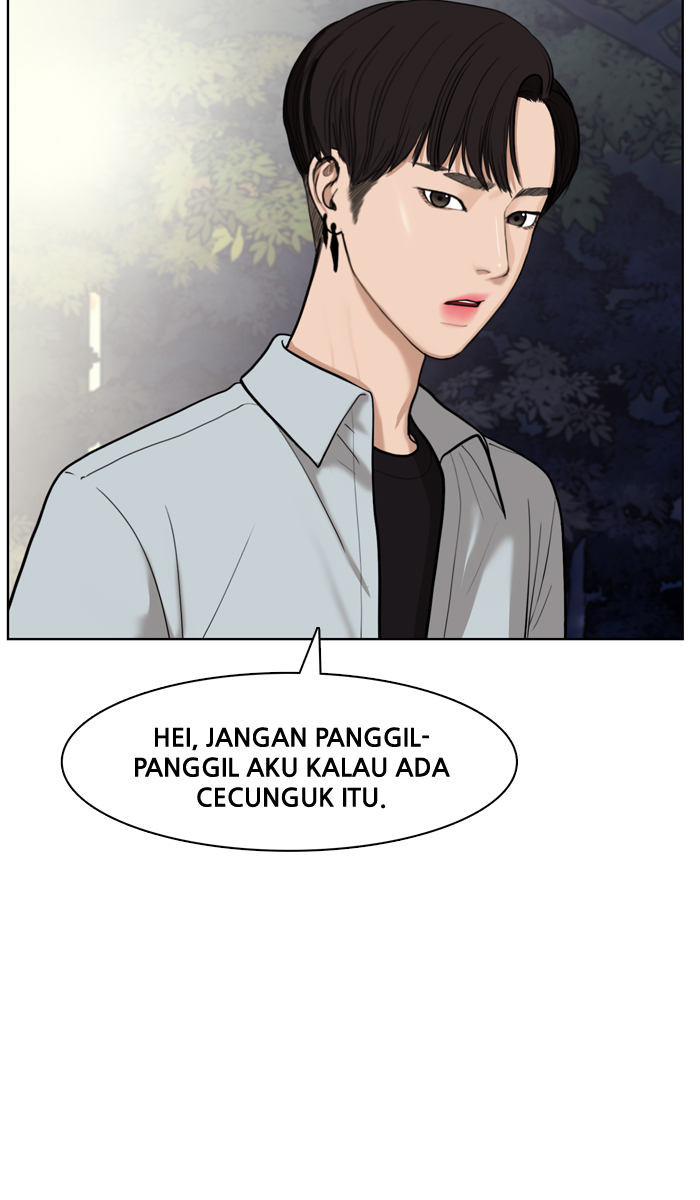 HEI, JANGAN PANGGIL-
PANGGIL AKU KALAU ADA
CECUNGUK ITU.